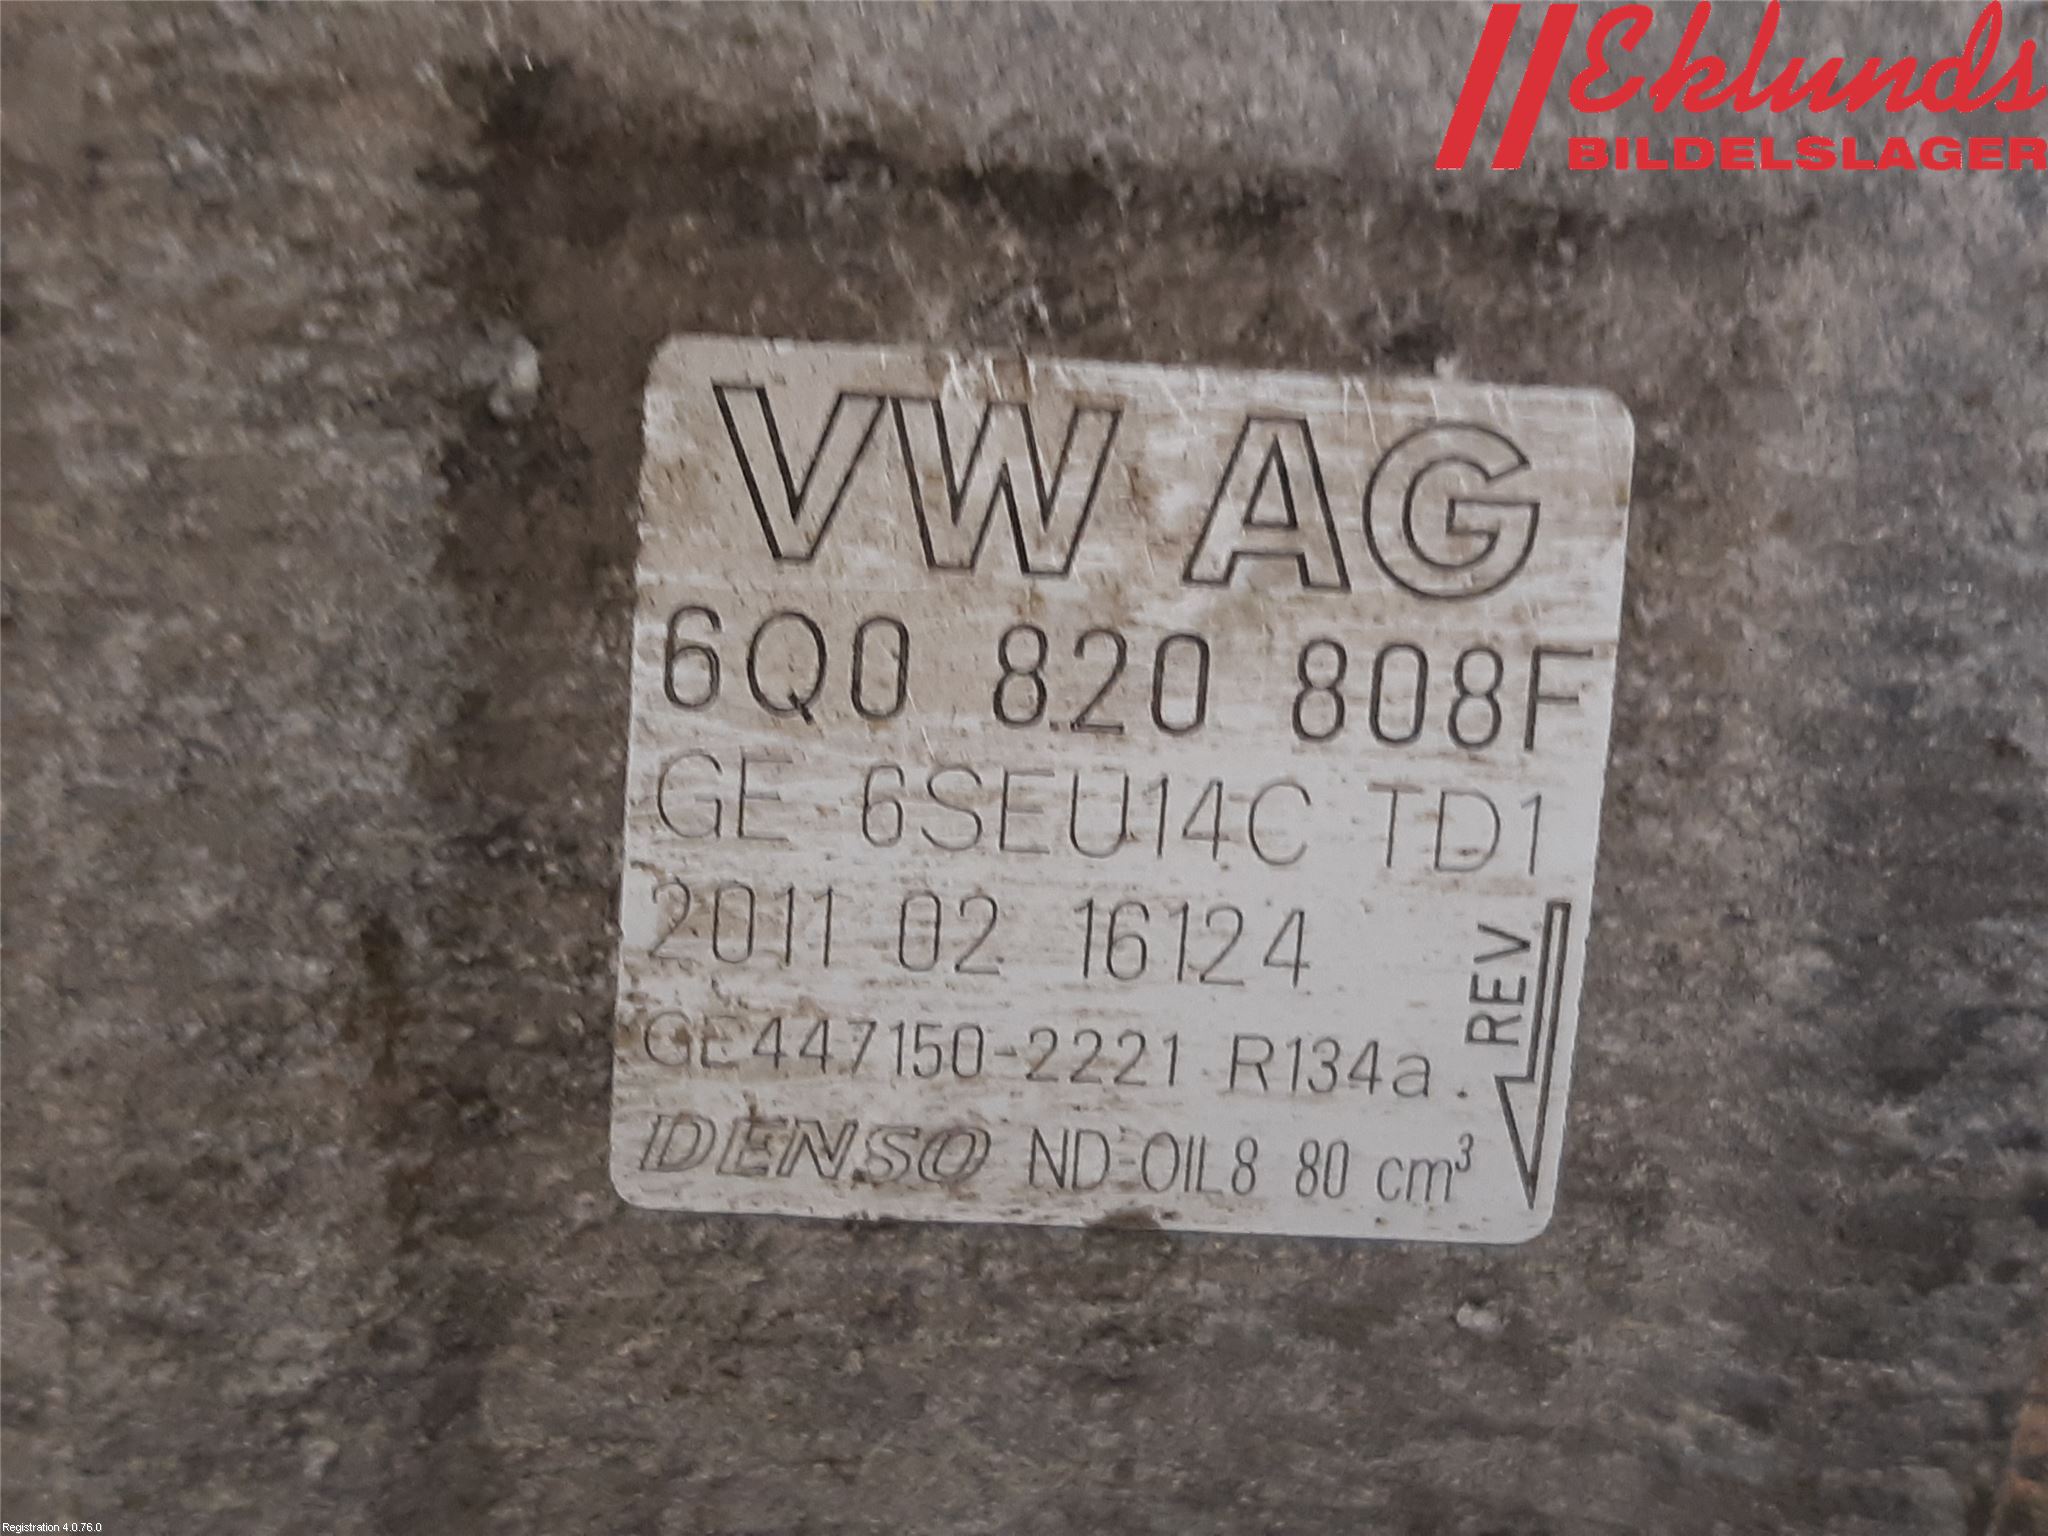 Eklunds
BILDELSLAGER
VW AG
6Q0 820 808F
GE 6SEU14C TD1
2011 02 16124
GE447150-2221 R134a.
REV.
DENSO ND-OIL8 80 cm³
Registration 4.0.76.0